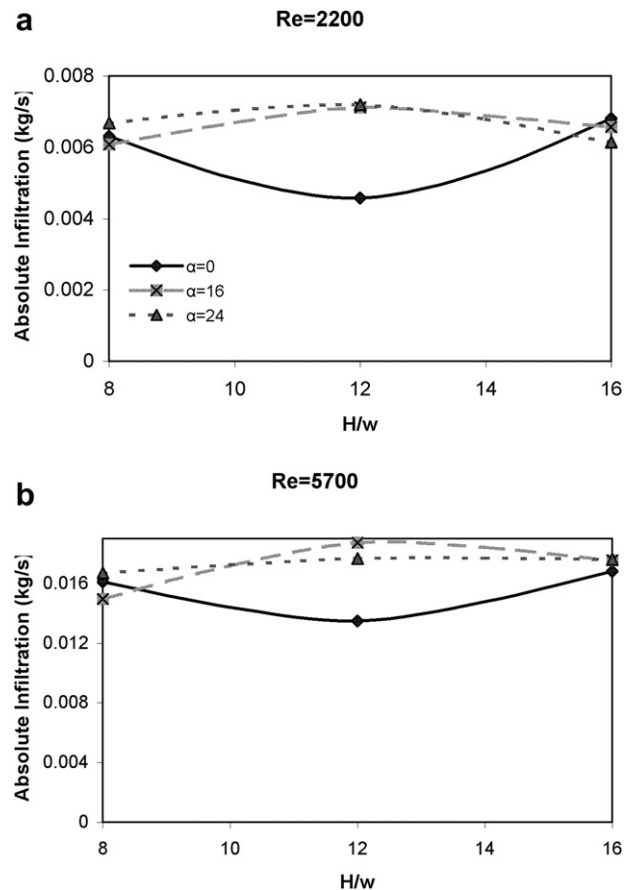 a
Re=2200
Absolute Infiltration (kg/s)
0.008
0.006
0.004
0.002
0
α=0
α=16
α=24
8 10 12 14 16
H/w
b
Re=5700
Absolute Infiltration (kg/s)
0.016
0.012
0.008
0.004
0
8 10 12 14 16
H/w